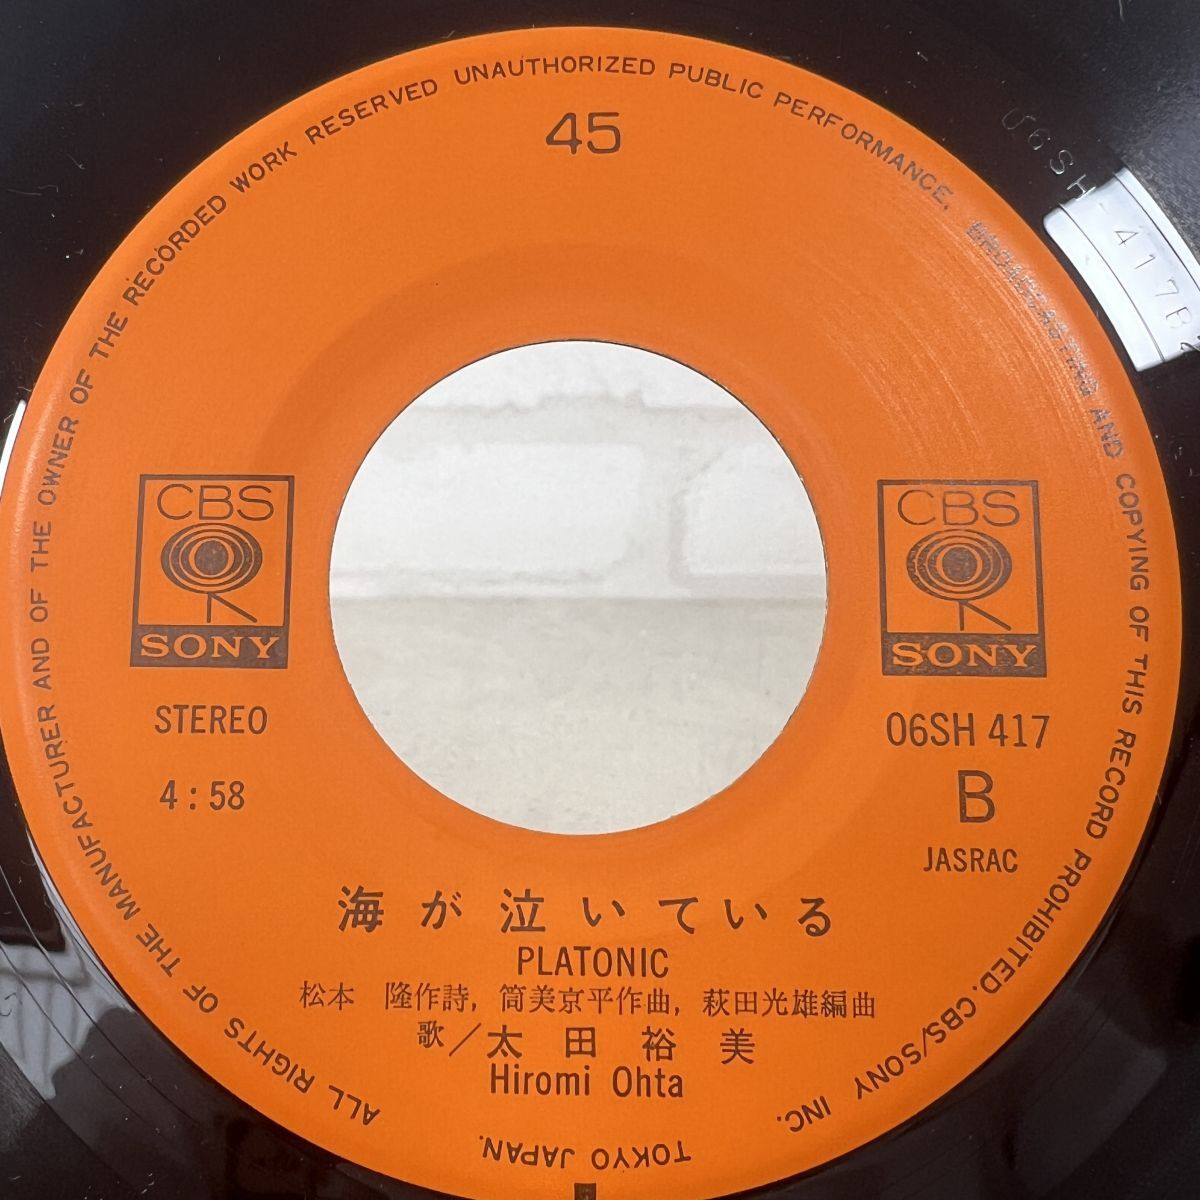 ALL RIGHTS OF THE MANUFACTURER AND OF THE OWNER OF THE RECORDED WORK RESERVED UNAUTHORIZED PUBLIC PERFORMANCE, BROADCASTING AND COPYING OF THIS RECORD PROHIBITED. CBS/SONY INC.
TOKYO JAPAN.
45
06SH-417B
CBS
SONY
CBS
SONY
STEREO
06SH 417
4:58
B
JASRAC
海が泣いている
PLATONIC
松本 隆作詩, 筒美京平作曲, 萩田光雄編曲
歌／太田裕美
Hiromi Ohta